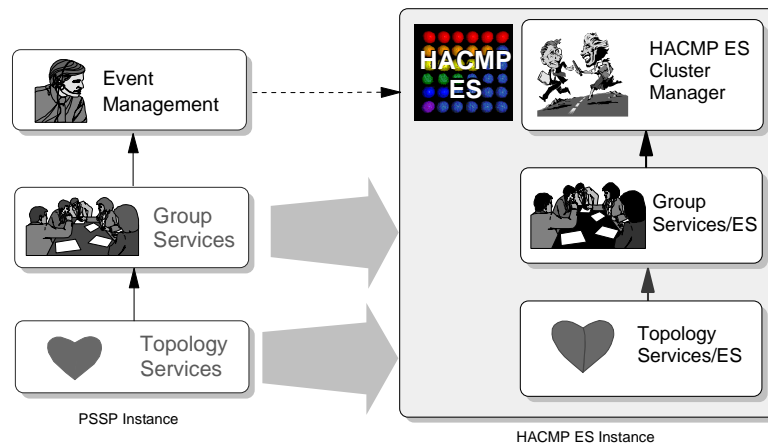 Event
Management
Group
Services
Topology
Services
PSSP Instance
HACMP
ES
HACMP ES
Cluster
Manager
Group
Services/ES
Topology
Services/ES
HACMP ES Instance